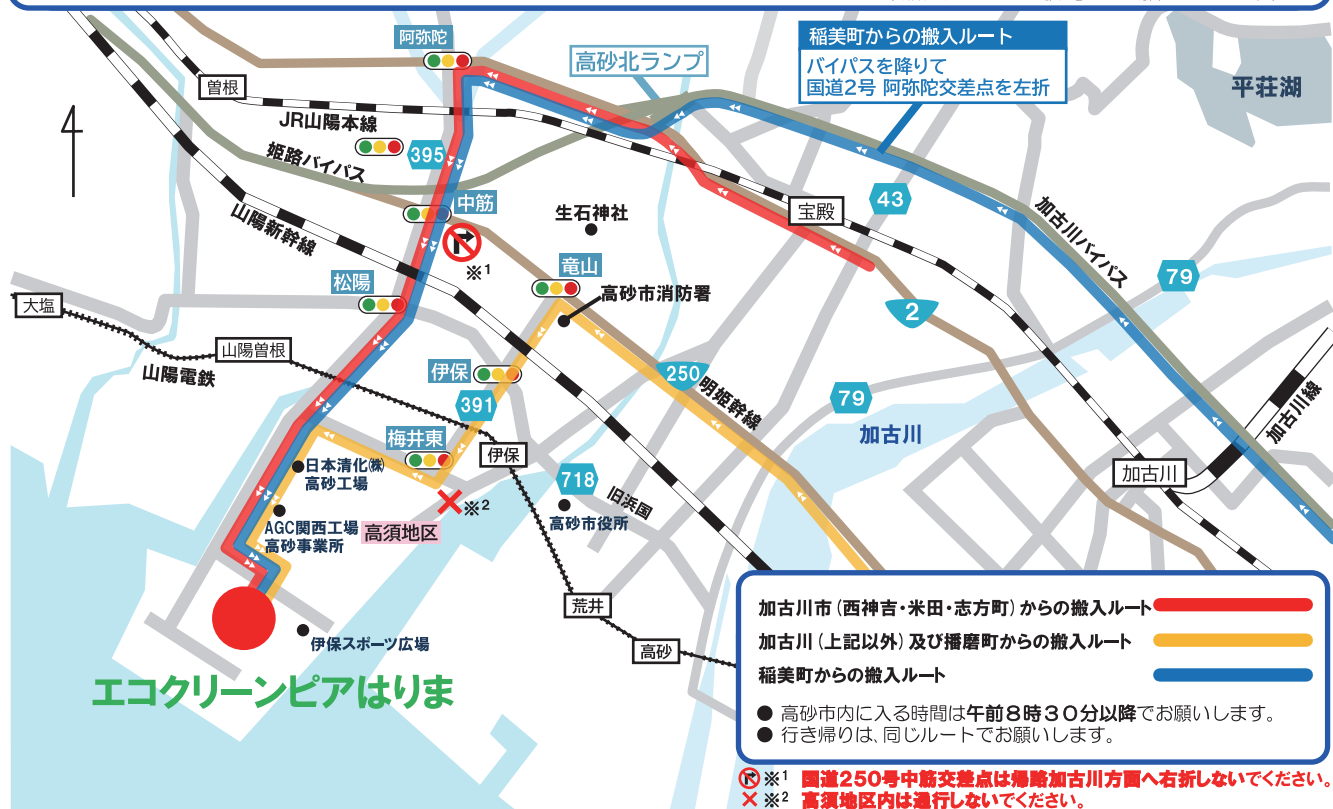 阿弥陀
稲美町からの搬入ルート
バイパスを降りて
国道2号 阿弥陀交差点を左折
高砂北ランプ
平荘湖
曽根
JR山陽本線
395
姫路バイパス
中筋
43
宝殿
生石神社
※1
山陽新幹線
加古川バイパス
79
竜山
松陽
高砂市消防署
2
大塩
山陽曽根
山陽電鉄
伊保
250
明姫幹線
79
391
加古川
加古川線
梅井東
伊保
加古川
日本清化㈱
高砂工場
718
旧浜国
※2
高砂市役所
AGC関西工場
高砂事業所
高須地区
荒井
高砂
伊保スポーツ広場
エコクリーンピアはりま
加古川市(西神吉・米田・志方町)からの搬入ルート
加古川(上記以外)及び播磨町からの搬入ルート
稲美町からの搬入ルート
● 高砂市内に入る時間は午前8時30分以降でお願いします。
● 行き帰りは、同じルートでお願いします。
※1 国道250号中筋交差点は帰路加古川方面へ右折しないでください。
※2 高須地区内は通行しないでください。